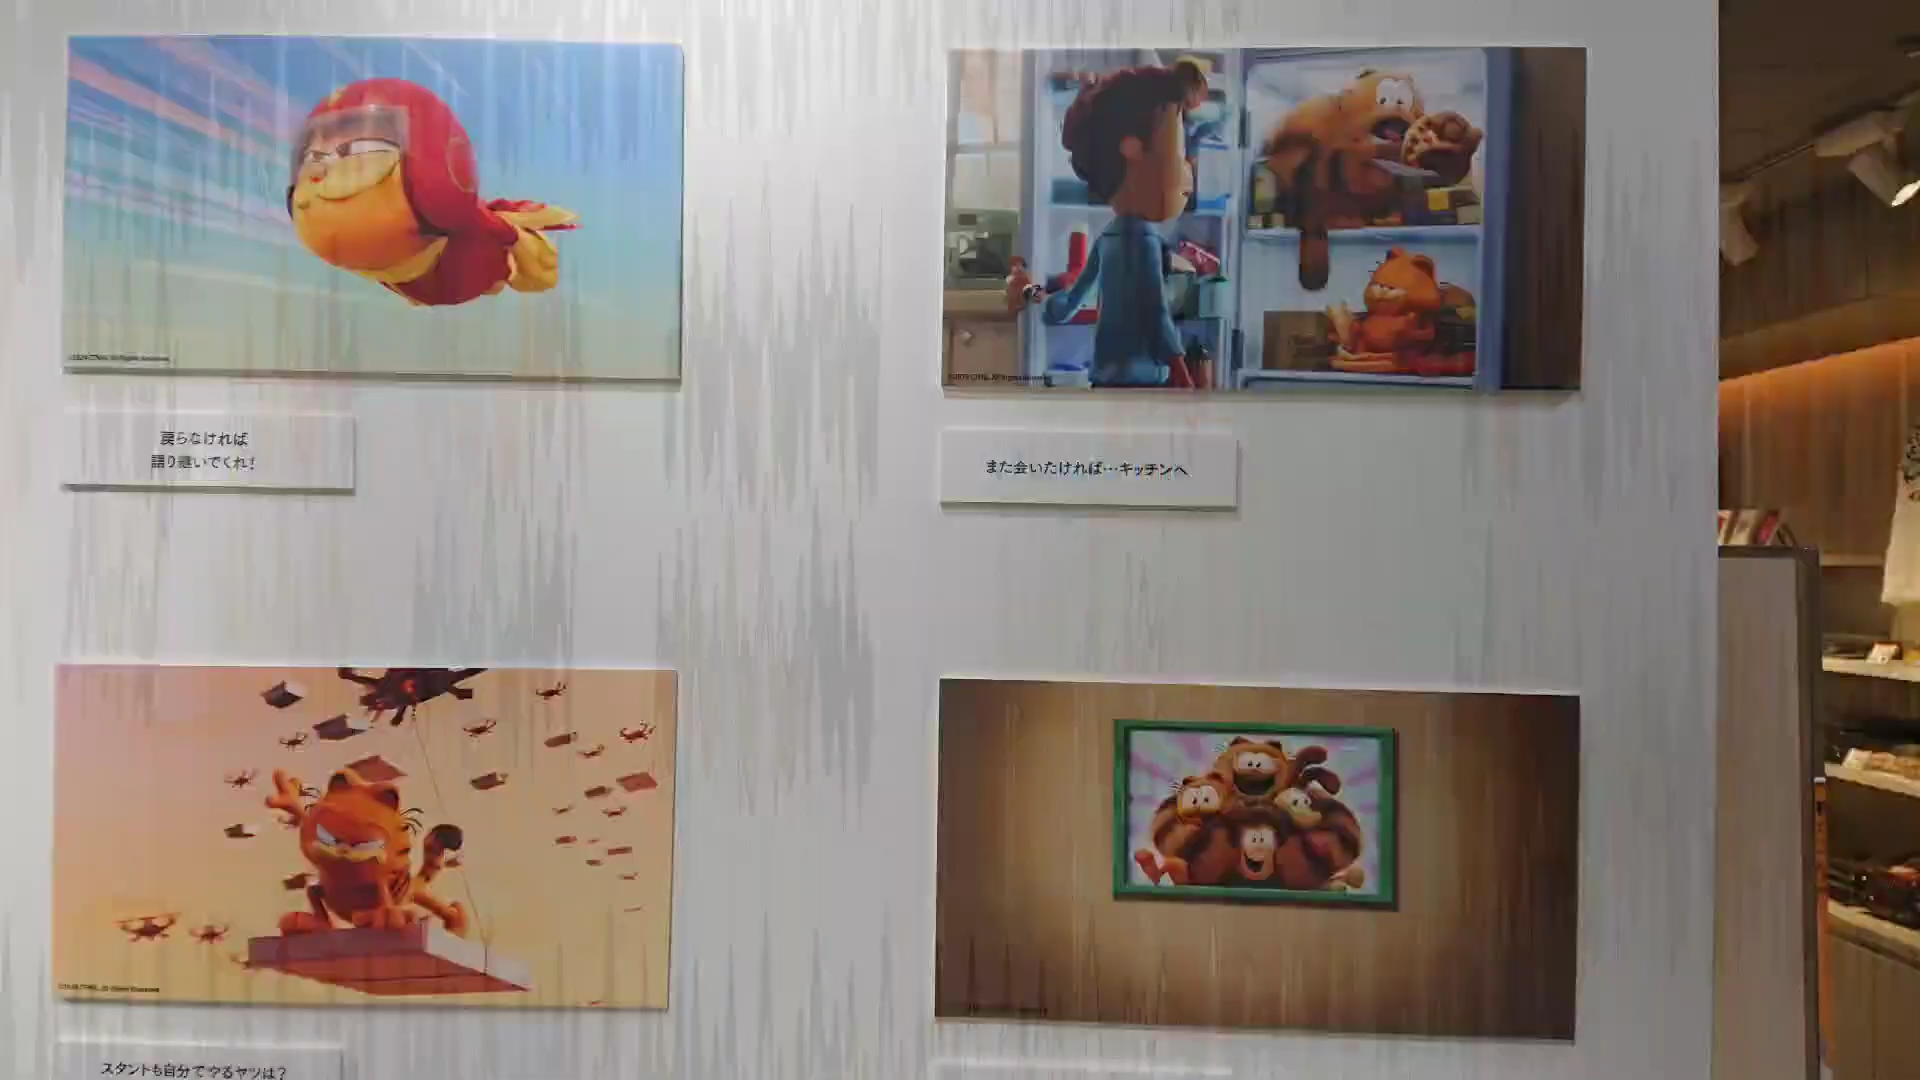 戻らなければ
語り継いでくれ!
また会いたければ…キッチンへ
スタントも自分でやるヤツは?